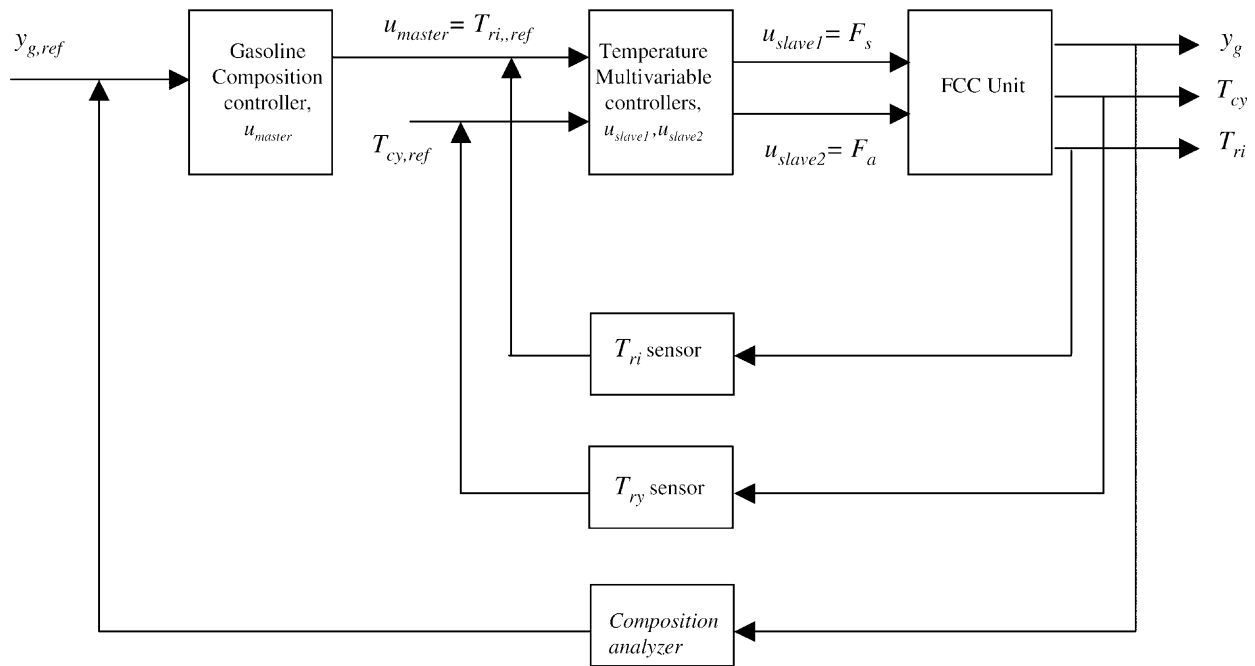 y_{g,ref}
Gasoline
Composition
controller,
u_{master}
u_{master} = T_{ri,,ref}
T_{cy,ref}
Temperature
Multivariable
controllers,
u_{slave1}, u_{slave2}
u_{slave1} = F_s
u_{slave2} = F_a
FCC Unit
y_g
T_{cy}
T_{ri}
T_{ri} sensor
T_{ry} sensor
Composition
analyzer